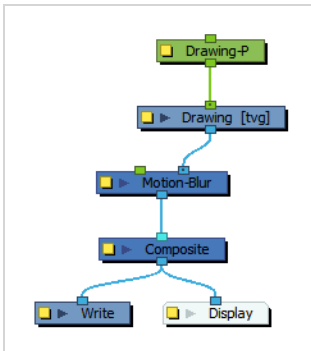 Drawing-P
Drawing [tvg]
Motion-Blur
Composite
Write
Display